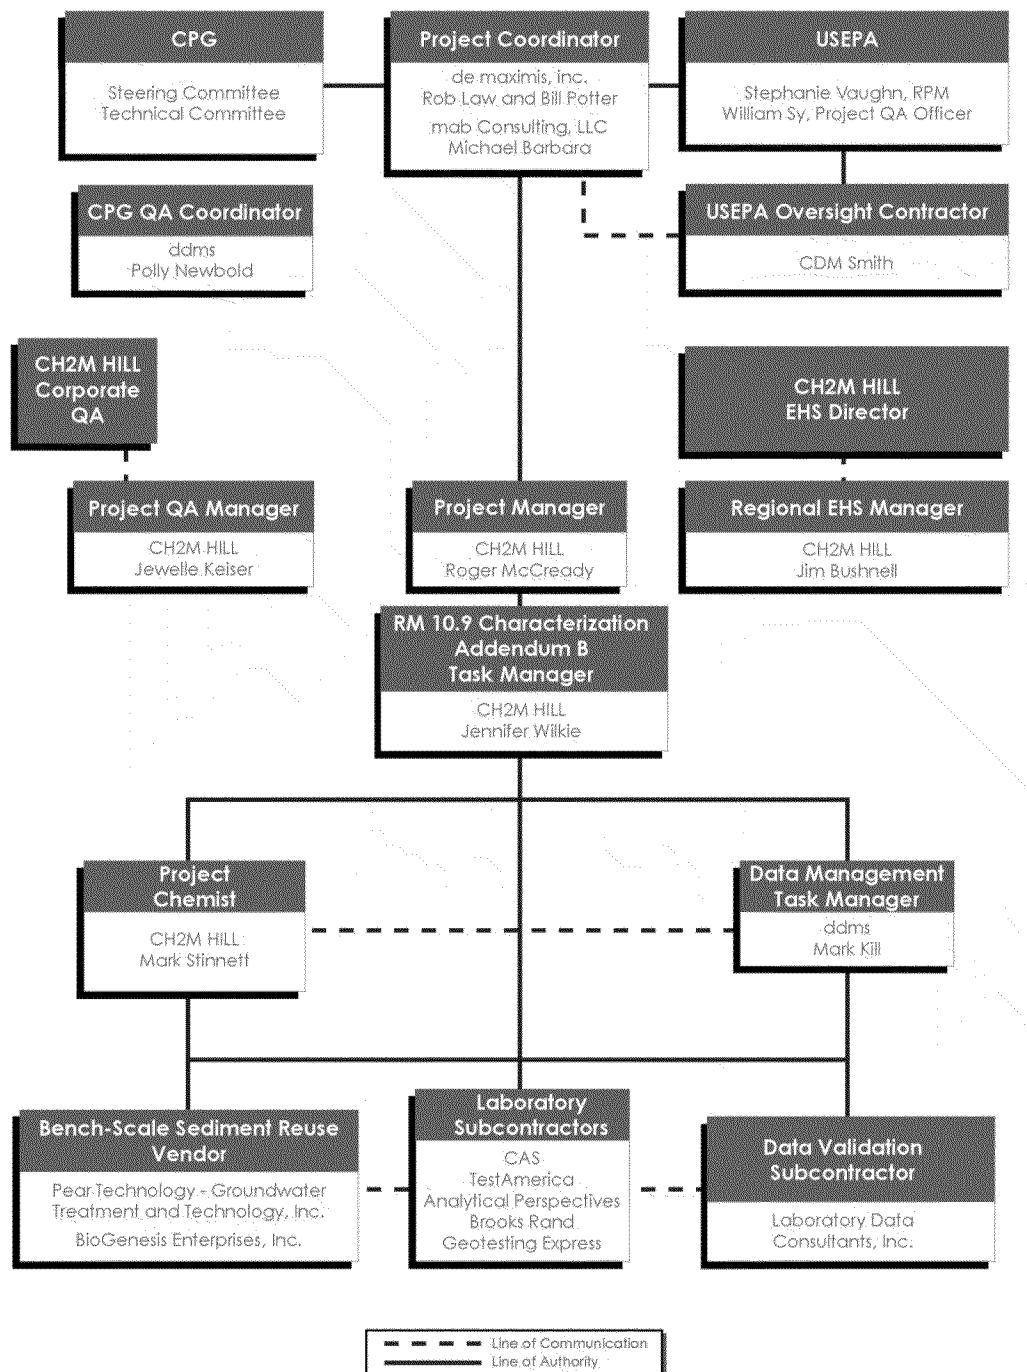 CPG
Steering Committee
Technical Committee
Project Coordinator
de maximis, inc.
Rob Law and Bill Potter
mab Consulting, LLC
Michael Barbara
USEPA
Stephanie Vaughn, RPM
William Sy, Project QA Officer
CPG QA Coordinator
ddms
Polly Newbold
USEPA Oversight Contractor
CDM Smith
CH2M HILL
Corporate
QA
CH2M HILL
EHS Director
Project QA Manager
CH2M HILL
Jewelle Keiser
Project Manager
CH2M HILL
Roger McCready
Regional EHS Manager
CH2M HILL
Jim Bushnell
RM 10.9 Characterization
Addendum B
Task Manager
CH2M HILL
Jennifer Wilkie
Project
Chemist
CH2M HILL
Mark Stinnett
Data Management
Task Manager
ddms
Mark Kill
Bench-Scale Sediment Reuse
Vendor
Pear Technology - Groundwater
Treatment and Technology, Inc.
BioGenesis Enterprises, Inc.
Laboratory
Subcontractors
CAS
TestAmerica
Analytical Perspectives
Brooks Rand
Geotesting Express
Data Validation
Subcontractor
Laboratory Data
Consultants, Inc.
Line of Communication
Line of Authority